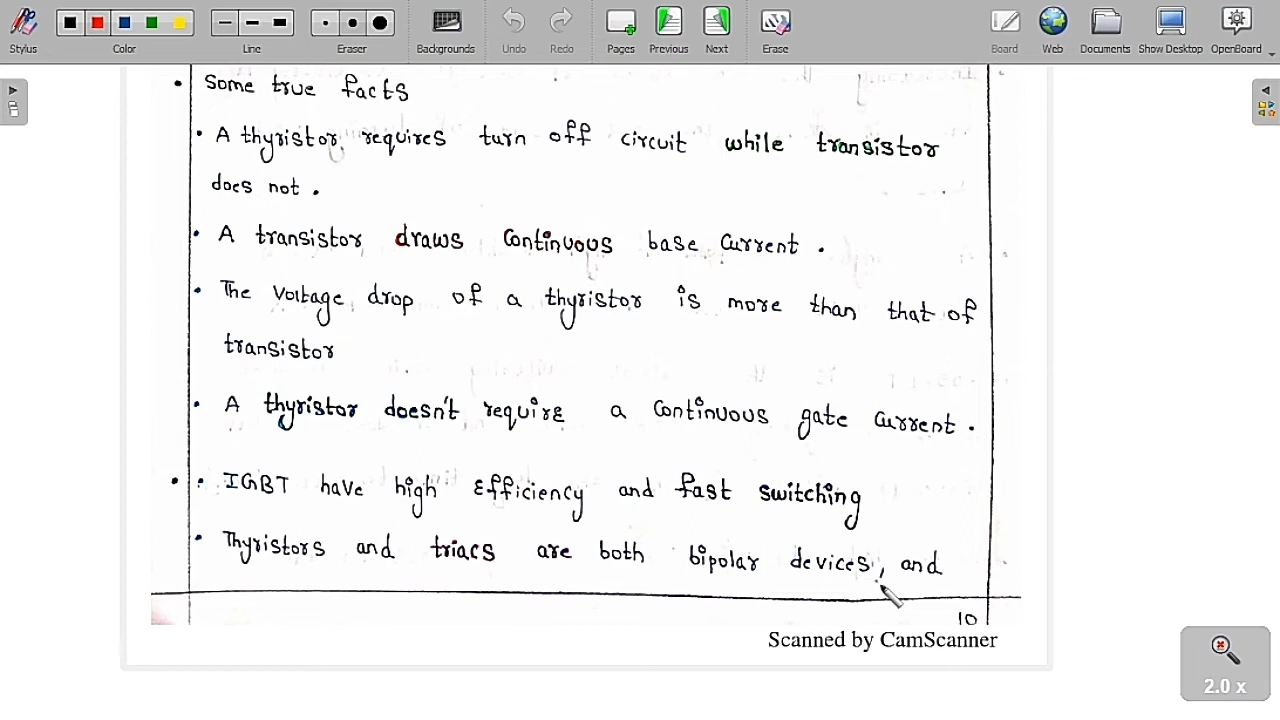 Stylus
Color
Line
Eraser
Backgrounds
Undo
Redo
Pages
Previous
Next
Erase
Board
Web
Documents
Show Desktop
OpenBoard
• Some true facts
• A thyristor, requires turn off circuit while transistor
does not.
• A transistor draws continuous base current.
• The Voltage drop of a thyristor is more than that of
transistor
• A thyristor doesn't require a continuous gate current.
• • IGBT have high efficiency and fast switching
• Thyristors and triacs are both bipolar devices, and
10
Scanned by CamScanner
2.0 x